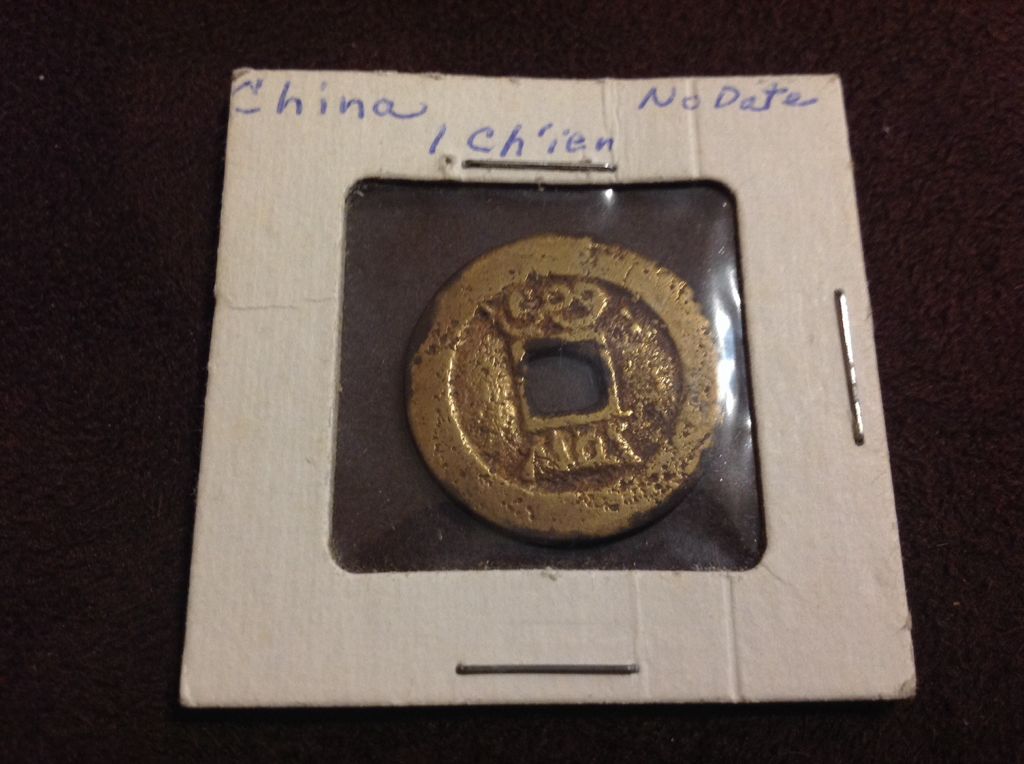 China No Date
1 Ch'ien